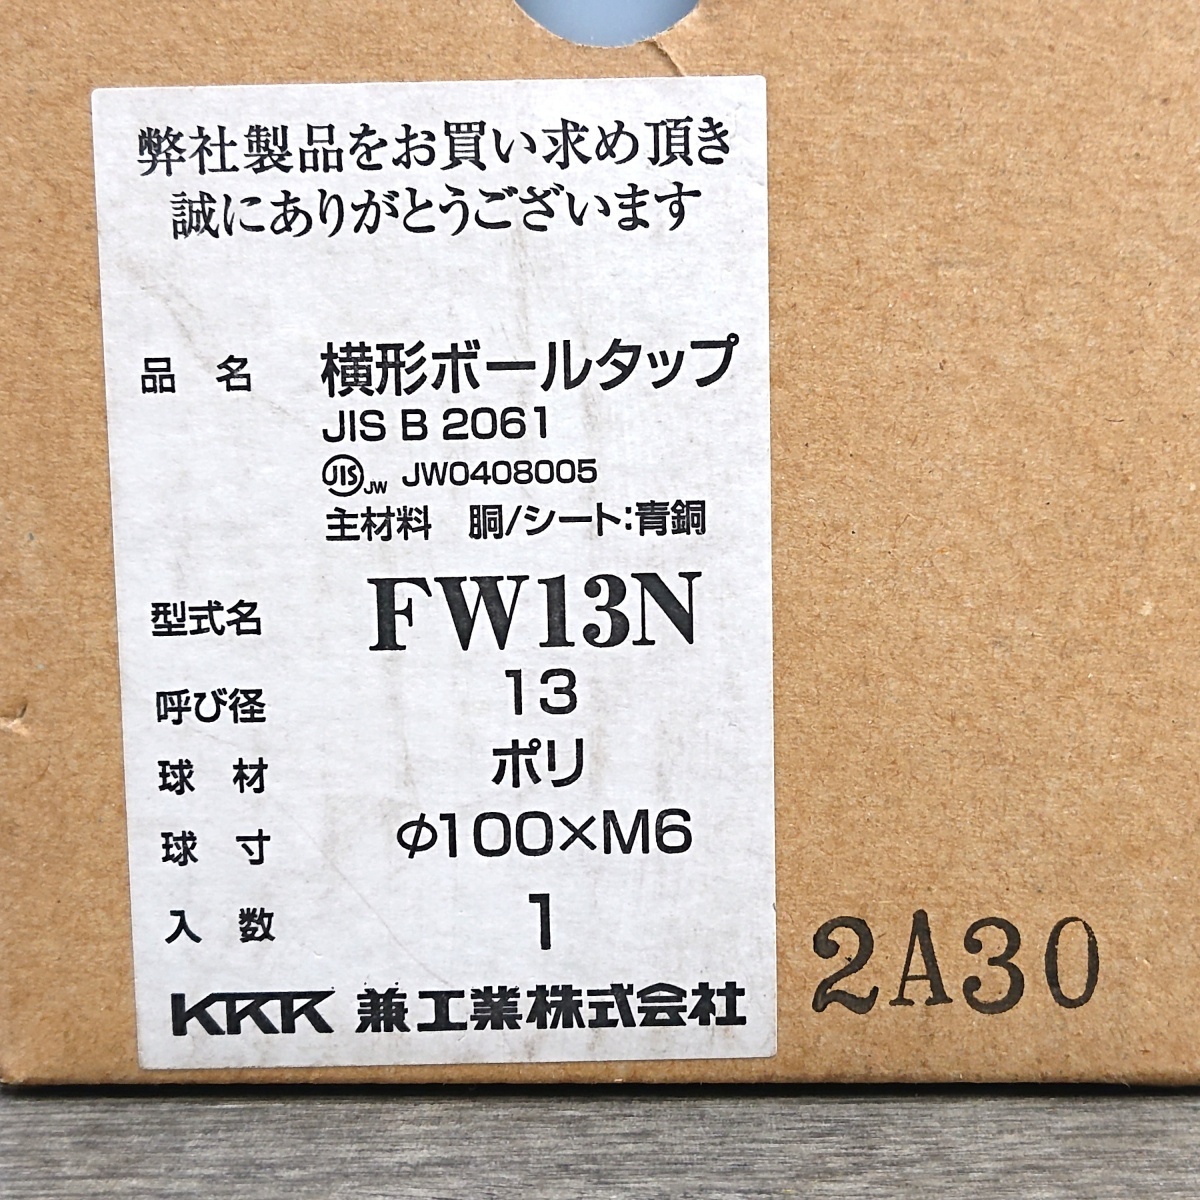 弊社製品をお買い求め頂き
誠にありがとうございます
品 名 横形ボールタップ
JIS B 2061
JIS JW JW0408005
主材料 胴/シート:青銅
型式名 FW13N
呼び径 13
球 材 ポリ
球 寸 φ100×M6
入 数 1
KKK 兼工業株式会社
2A30